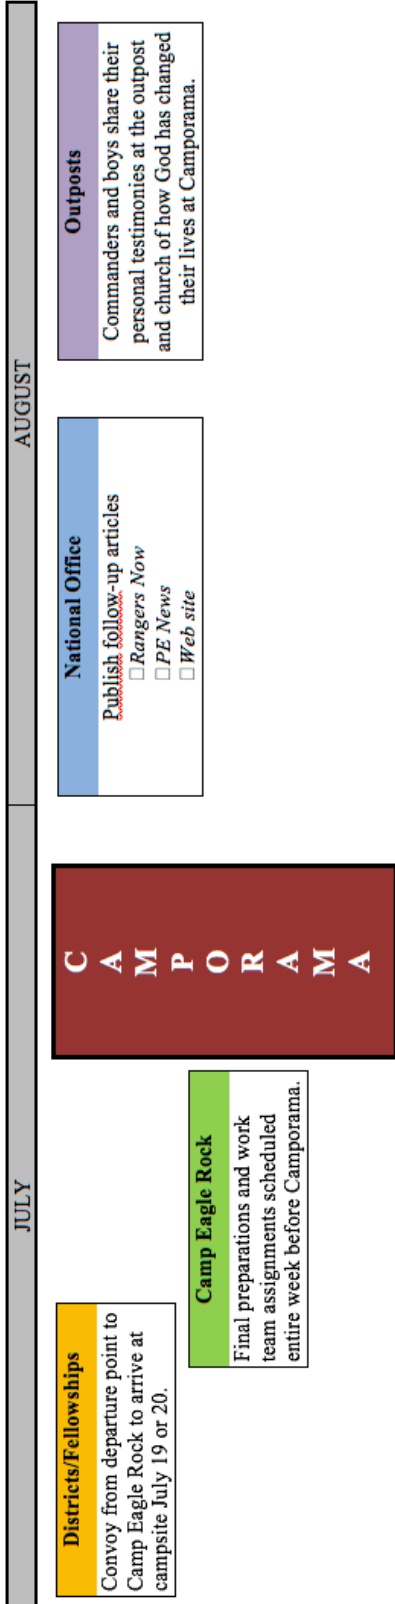 JULY
AUGUST
Districts/Fellowships
Convoy from departure point to
Camp Eagle Rock to arrive at
campsite July 19 or 20.
Camp Eagle Rock
Final preparations and work
team assignments scheduled
entire week before Camporama.
C
A
M
P
O
R
A
M
A
National Office
Publish follow-up articles
□ Rangers Now
□ PE News
□ Web site
Outposts
Commanders and boys share their
personal testimonies at the outpost
and church of how God has changed
their lives at Camporama.